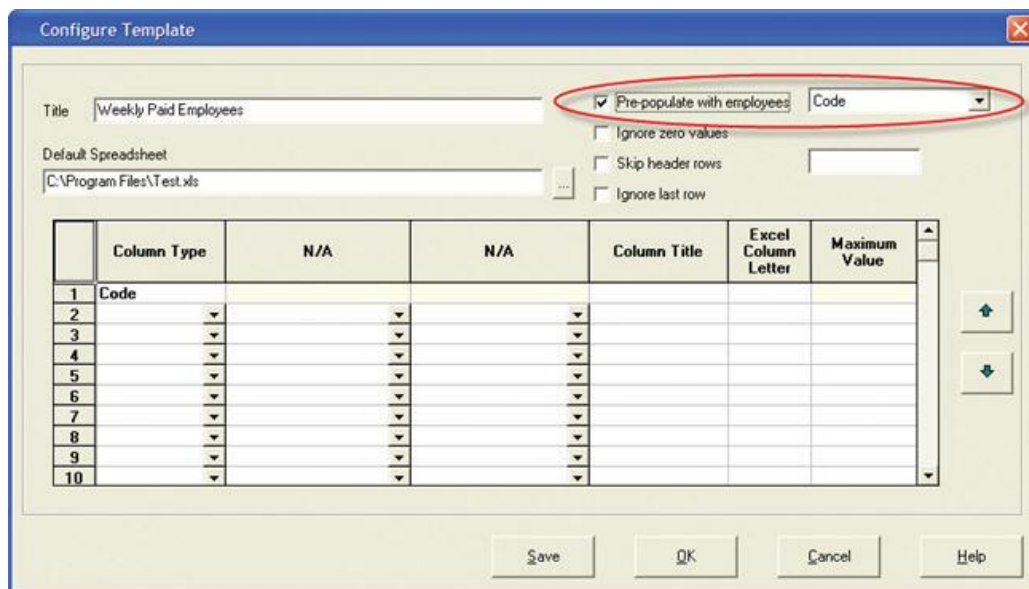 Configure Template
Title
Weekly Paid Employees
Pre-populate with employees
Code
Ignore zero values
Default Spreadsheet
Skip header rows
C:\Program Files\Test.xls
...
Ignore last row
Column Type
N/A
N/A
Column Title
Excel
Column
Letter
Maximum
Value
1 Code
2
3
4
5
6
7
8
9
10
Save
OK
Cancel
Help